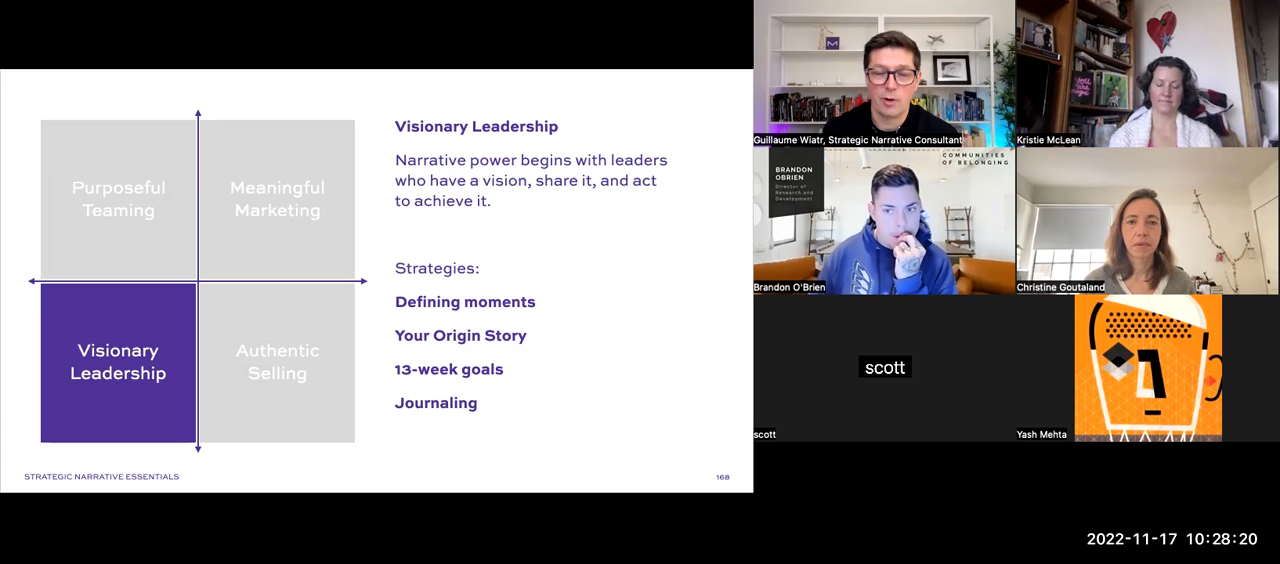 Purposeful
Teaming
Meaningful
Marketing
Visionary
Leadership
Authentic
Selling
Visionary Leadership
Narrative power begins with leaders
who have a vision, share it, and act
to achieve it.
Strategies:
Defining moments
Your Origin Story
13-week goals
Journaling
STRATEGIC NARRATIVE ESSENTIALS
168
Guillaume Wiatr, Strategic Narrative Consultant
Kristie McLean
COMMUNITIES
OF BELONGING
BRANDON
OBRIEN
Director of
Research and
Development
Brandon O'Brien
Christine Goutaland
scott
scott
Yash Mehta
2022-11-17 10:28:20